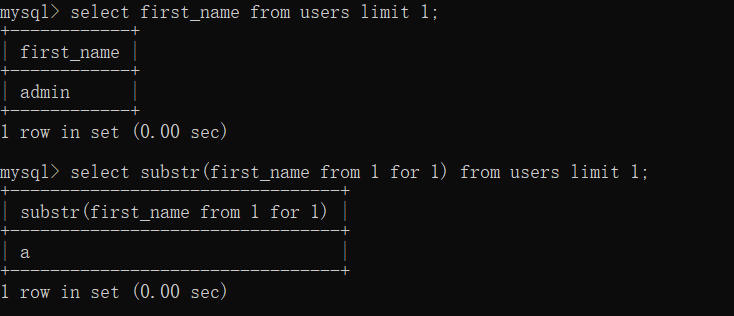 mysql> select first_name from users limit 1;
+------------+
| first_name |
+------------+
| admin      |
+------------+
1 row in set (0.00 sec)
mysql> select substr(first_name from 1 for 1) from users limit 1;
+---------------------------------+
| substr(first_name from 1 for 1) |
+---------------------------------+
| a                               |
+---------------------------------+
1 row in set (0.00 sec)